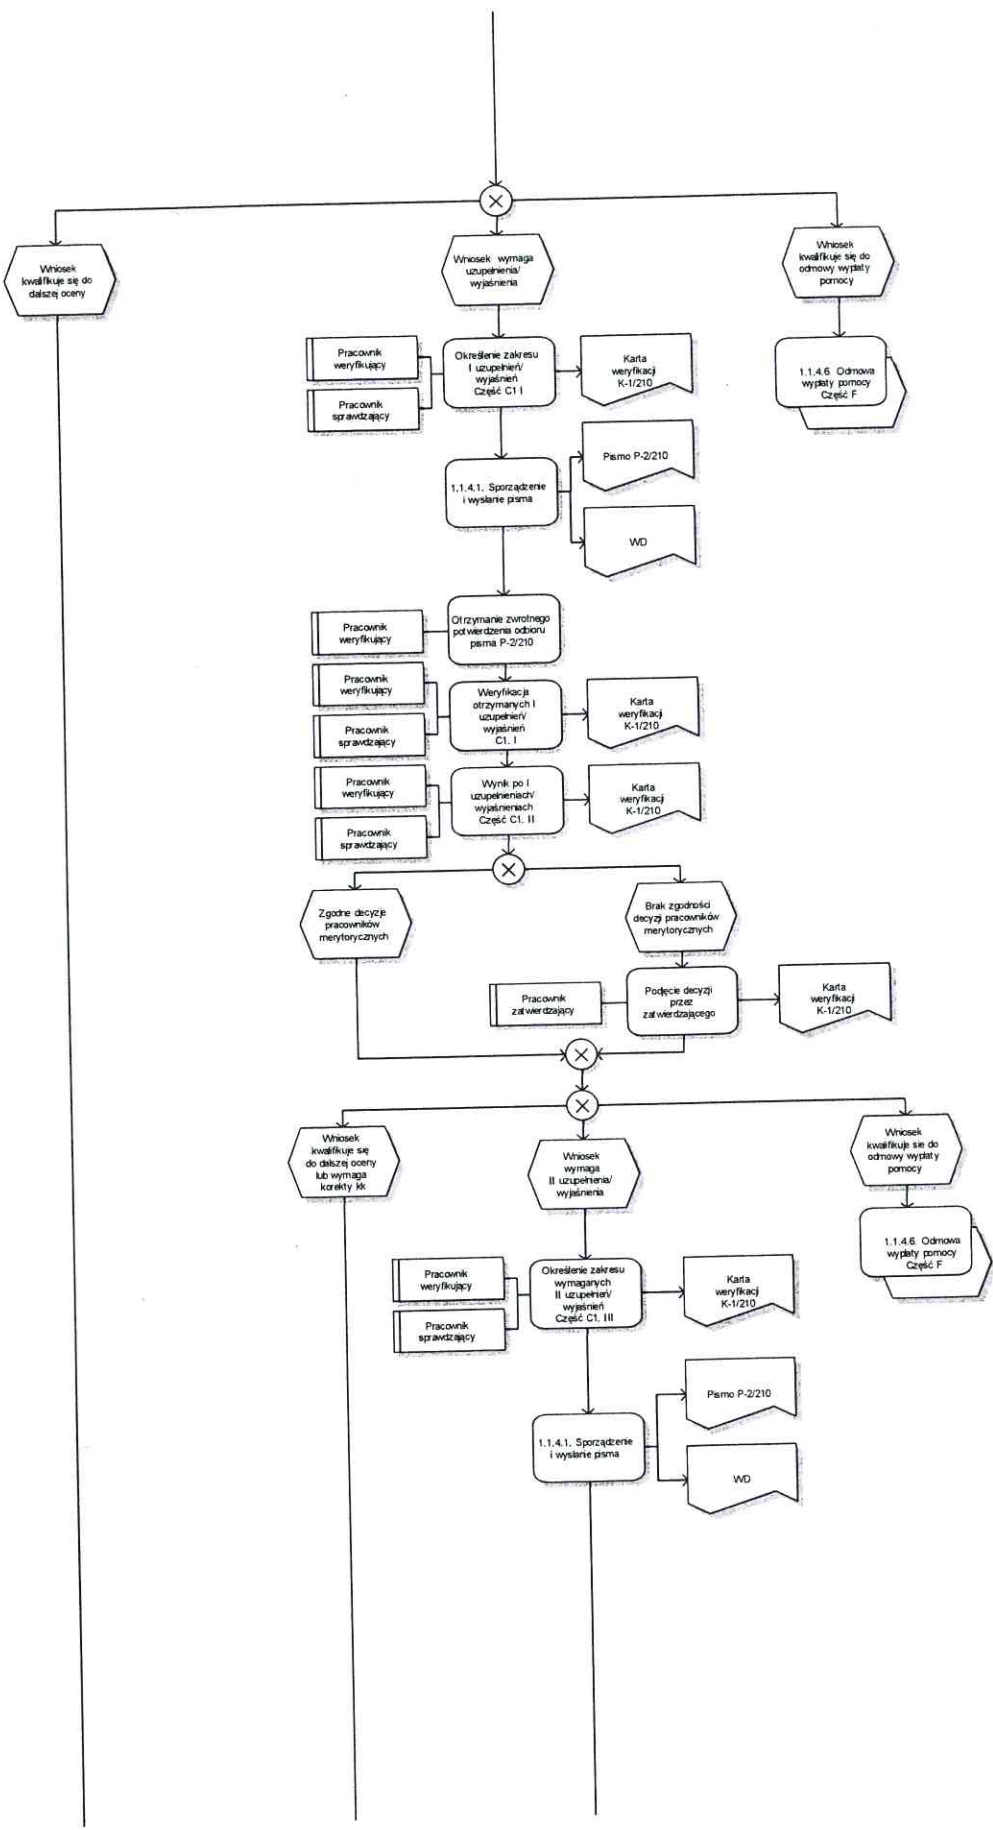 Wniosek
kwalifikuje się do
dalszej oceny
Wniosek wymaga
uzupełnienia/
wyjaśnienia
Wniosek
kwalifikuje się do
odmowy wypłaty
pomocy
Pracownik
weryfikujący
Pracownik
sprawdzający
Określenie zakresu
I uzupełnień/
wyjaśnień
Część C1 I
Karta
weryfikacji
K-1/210
1.1.4.6. Odmowa
wypłaty pomocy
Część F
1.1.4.1. Sporządzenie
i wysłanie pisma
Pismo P-2/210
WD
Pracownik
weryfikujący
Otrzymanie zwrotnego
potwierdzenia odbioru
pisma P-2/210
Pracownik
weryfikujący
Pracownik
sprawdzający
Weryfikacja
otrzymanych I
uzupełnień/
wyjaśnień
C1. I
Karta
weryfikacji
K-1/210
Pracownik
weryfikujący
Pracownik
sprawdzający
Wynik po I
uzupełnieniach/
wyjaśnieniach
Część C1. II
Karta
weryfikacji
K-1/210
Zgodne decyzje
pracowników
merytorycznych
Brak zgodności
decyzji pracowników
merytorycznych
Pracownik
zatwierdzający
Podjęcie decyzji
przez
zatwierdzającego
Karta
weryfikacji
K-1/210
Wniosek
kwalifikuje się
do dalszej oceny
lub wymaga
korekty kk
Wniosek
wymaga
II uzupełnienia/
wyjaśnienia
Wniosek
kwalifikuje sie do
odmowy wypłaty
pomocy
1.1.4.6. Odmowa
wypłaty pomocy
Część F
Pracownik
weryfikujący
Pracownik
sprawdzający
Określenie zakresu
wymaganych
II uzupełnień/
wyjaśnień
Część C1. III
Karta
weryfikacji
K-1/210
1.1.4.1. Sporządzenie
i wysłanie pisma
Pismo P-2/210
WD